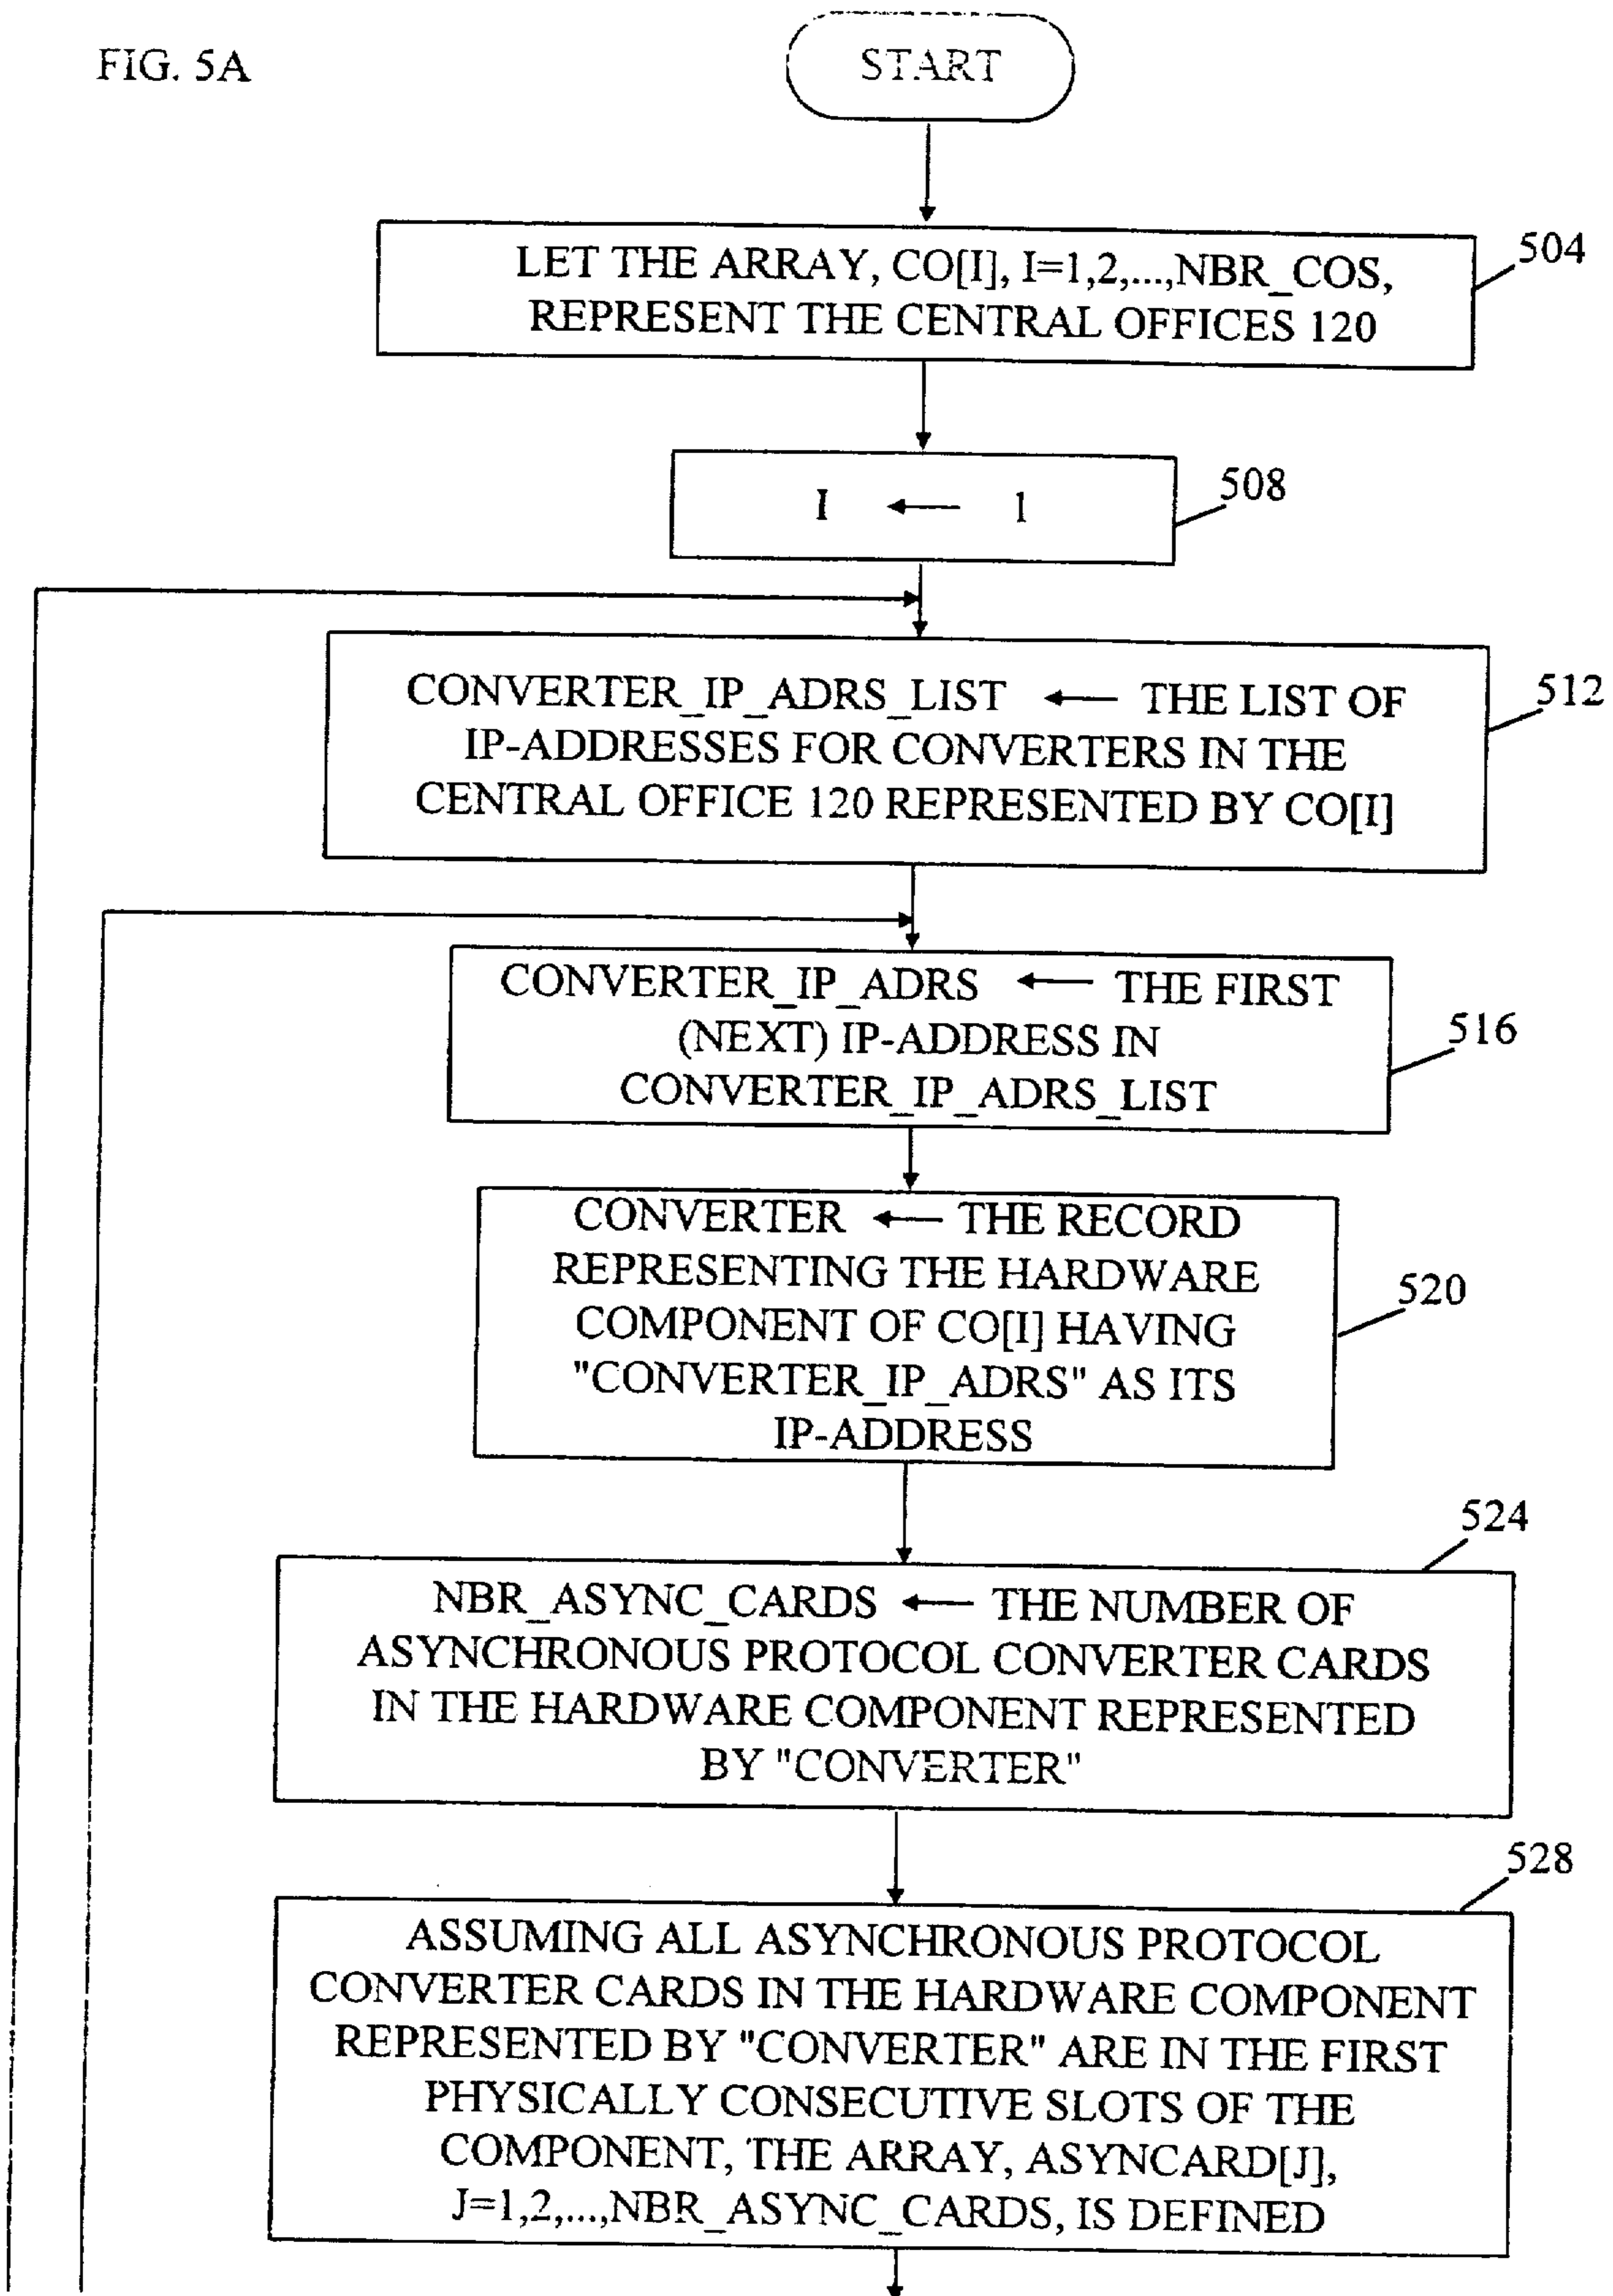 FIG. 5A
START
LET THE ARRAY, CO[I], I=1,2,...,NBR_COS,
REPRESENT THE CENTRAL OFFICES 120
504
I ← 1
508
CONVERTER_IP_ADRS_LIST ← THE LIST OF
IP-ADDRESSES FOR CONVERTERS IN THE
CENTRAL OFFICE 120 REPRESENTED BY CO[I]
512
CONVERTER_IP_ADRS ← THE FIRST
(NEXT) IP-ADDRESS IN
CONVERTER_IP_ADRS_LIST
516
CONVERTER ← THE RECORD
REPRESENTING THE HARDWARE
COMPONENT OF CO[I] HAVING
"CONVERTER_IP_ADRS" AS ITS
IP-ADDRESS
520
524
NBR_ASYNC_CARDS ← THE NUMBER OF
ASYNCHRONOUS PROTOCOL CONVERTER CARDS
IN THE HARDWARE COMPONENT REPRESENTED
BY "CONVERTER"
528
ASSUMING ALL ASYNCHRONOUS PROTOCOL
CONVERTER CARDS IN THE HARDWARE COMPONENT
REPRESENTED BY "CONVERTER" ARE IN THE FIRST
PHYSICALLY CONSECUTIVE SLOTS OF THE
COMPONENT, THE ARRAY, ASYNCARD[J],
J=1,2,...,NBR_ASYNC_CARDS, IS DEFINED